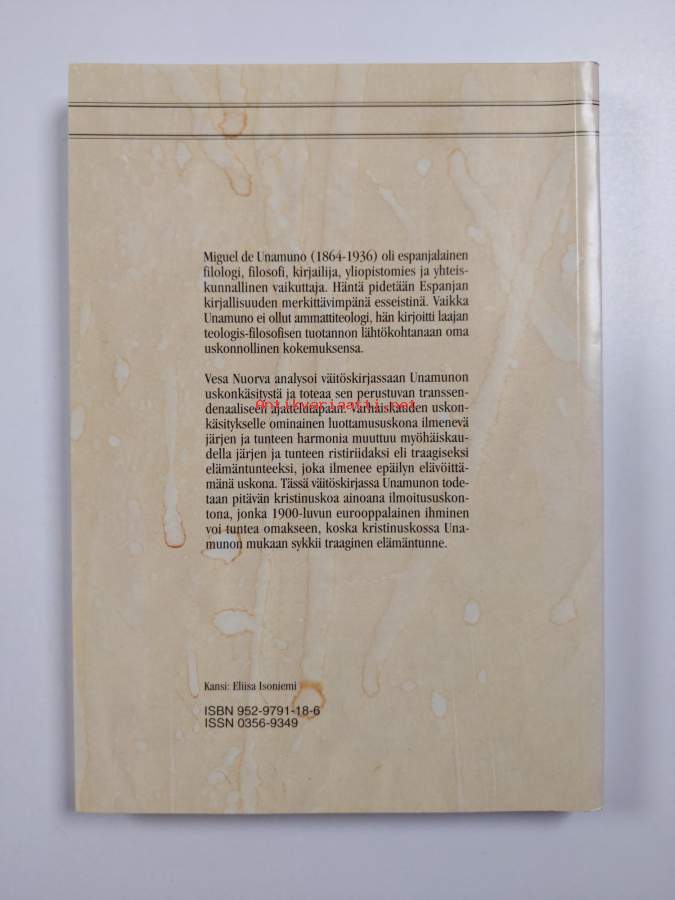 Miguel de Unamuno (1864-1936) oli espanjalainen
filologi, filosofi, kirjailija, yliopistomies ja yhteis-
kunnallinen vaikuttaja. Häntä pidetään Espanjan
kirjallisuuden merkittävimpänä esseistinä. Vaikka
Unamuno ei ollut ammattiteologi, hän kirjoitti laajan
teologis-filosofisen tuotannon lähtökohtanaan oma
uskonnollinen kokemuksensa.
Vesa Nuorva analysoi väitöskirjassaan Unamunon
uskonkäsitystä ja toteaa sen perustuvan transsen-
denaaliseen ajattelutapaan. Varhaiskauden uskon-
antikvariaatti.net
käsitykselle ominainen luottamususkona ilmenevä
järjen ja tunteen harmonia muuttuu myöhäiskau-
della järjen ja tunteen ristiriidaksi eli traagiseksi
elämäntunteeksi, joka ilmenee epäilyn elävöittä-
mänä uskona. Tässä väitöskirjassa Unamunon tode-
taan pitävän kristinuskoa ainoana ilmoitususkon-
tona, jonka 1900-luvun eurooppalainen ihminen
voi tuntea omakseen, koska kristinuskossa Una-
munon mukaan sykkii traaginen elämäntunne.
Kansi: Eliisa Isoniemi
ISBN 952-9791-18-6
ISSN 0356-9349